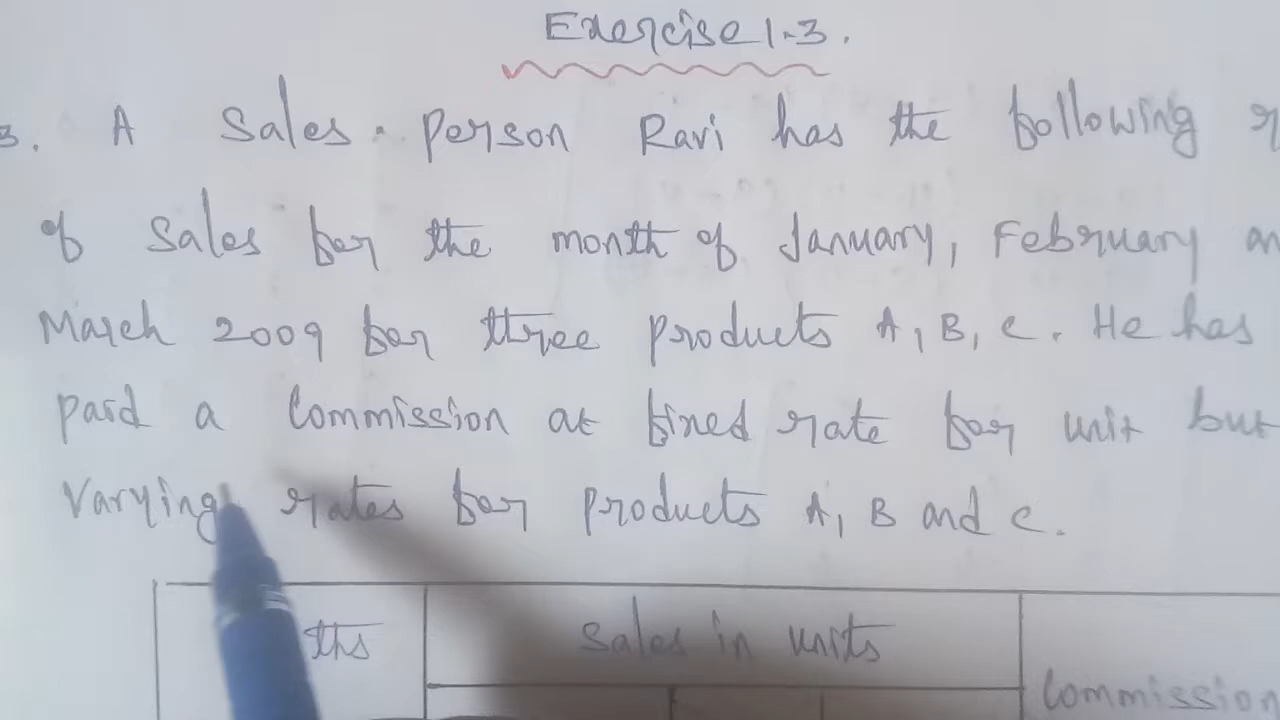 Exercise 1.3.
3. A Sales. person Ravi has the following
of Sales for the month of January, February an
March 2009 for three products A, B, C. He has
paid a Commission at fixed rate for unit but
Varying rates for products A, B and C.
ths Sales in units
Commission